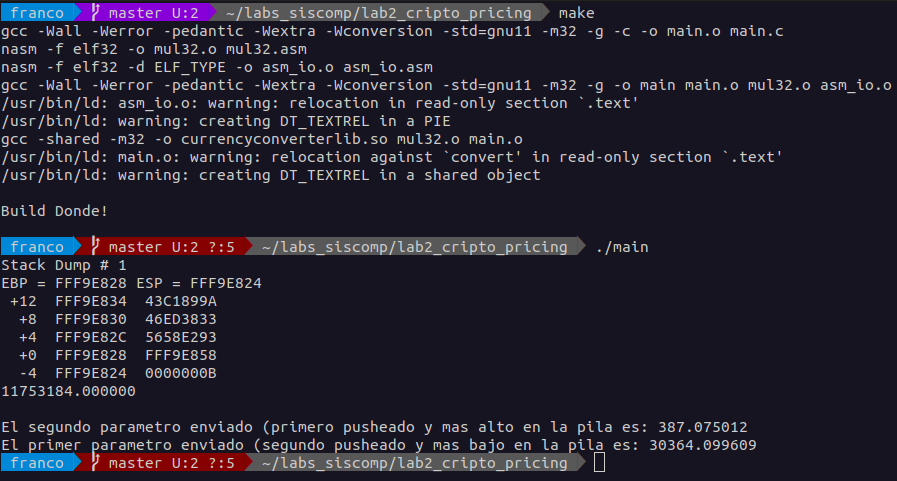 franco master U:2 ~/labs_siscomp/lab2_cripto_pricing make
gcc -Wall -Werror -pedantic -Wextra -Wconversion -std=gnu11 -m32 -g -c -o main.o main.c
nasm -f elf32 -o mul32.o mul32.asm
nasm -f elf32 -d ELF_TYPE -o asm_io.o asm_io.asm
gcc -Wall -Werror -pedantic -Wextra -Wconversion -std=gnu11 -m32 -g -o main main.o mul32.o asm_io.o
/usr/bin/ld: asm_io.o: warning: relocation in read-only section `.text'
/usr/bin/ld: warning: creating DT_TEXTREL in a PIE
gcc -shared -m32 -o currencyconverterlib.so mul32.o main.o
/usr/bin/ld: main.o: warning: relocation against `convert' in read-only section `.text'
/usr/bin/ld: warning: creating DT_TEXTREL in a shared object
Build Donde!
franco master U:2 ?:5 ~/labs_siscomp/lab2_cripto_pricing ./main
Stack Dump # 1
EBP = FFF9E828 ESP = FFF9E824
+12 FFF9E834 43C1899A
+8 FFF9E830 46ED3833
+4 FFF9E82C 5658E293
+0 FFF9E828 FFF9E858
-4 FFF9E824 0000000B
11753184.000000
El segundo parametro enviado (primero pusheado y mas alto en la pila es: 387.075012
El primer parametro enviado (segundo pusheado y mas bajo en la pila es: 30364.099609
franco master U:2 ?:5 ~/labs_siscomp/lab2_cripto_pricing